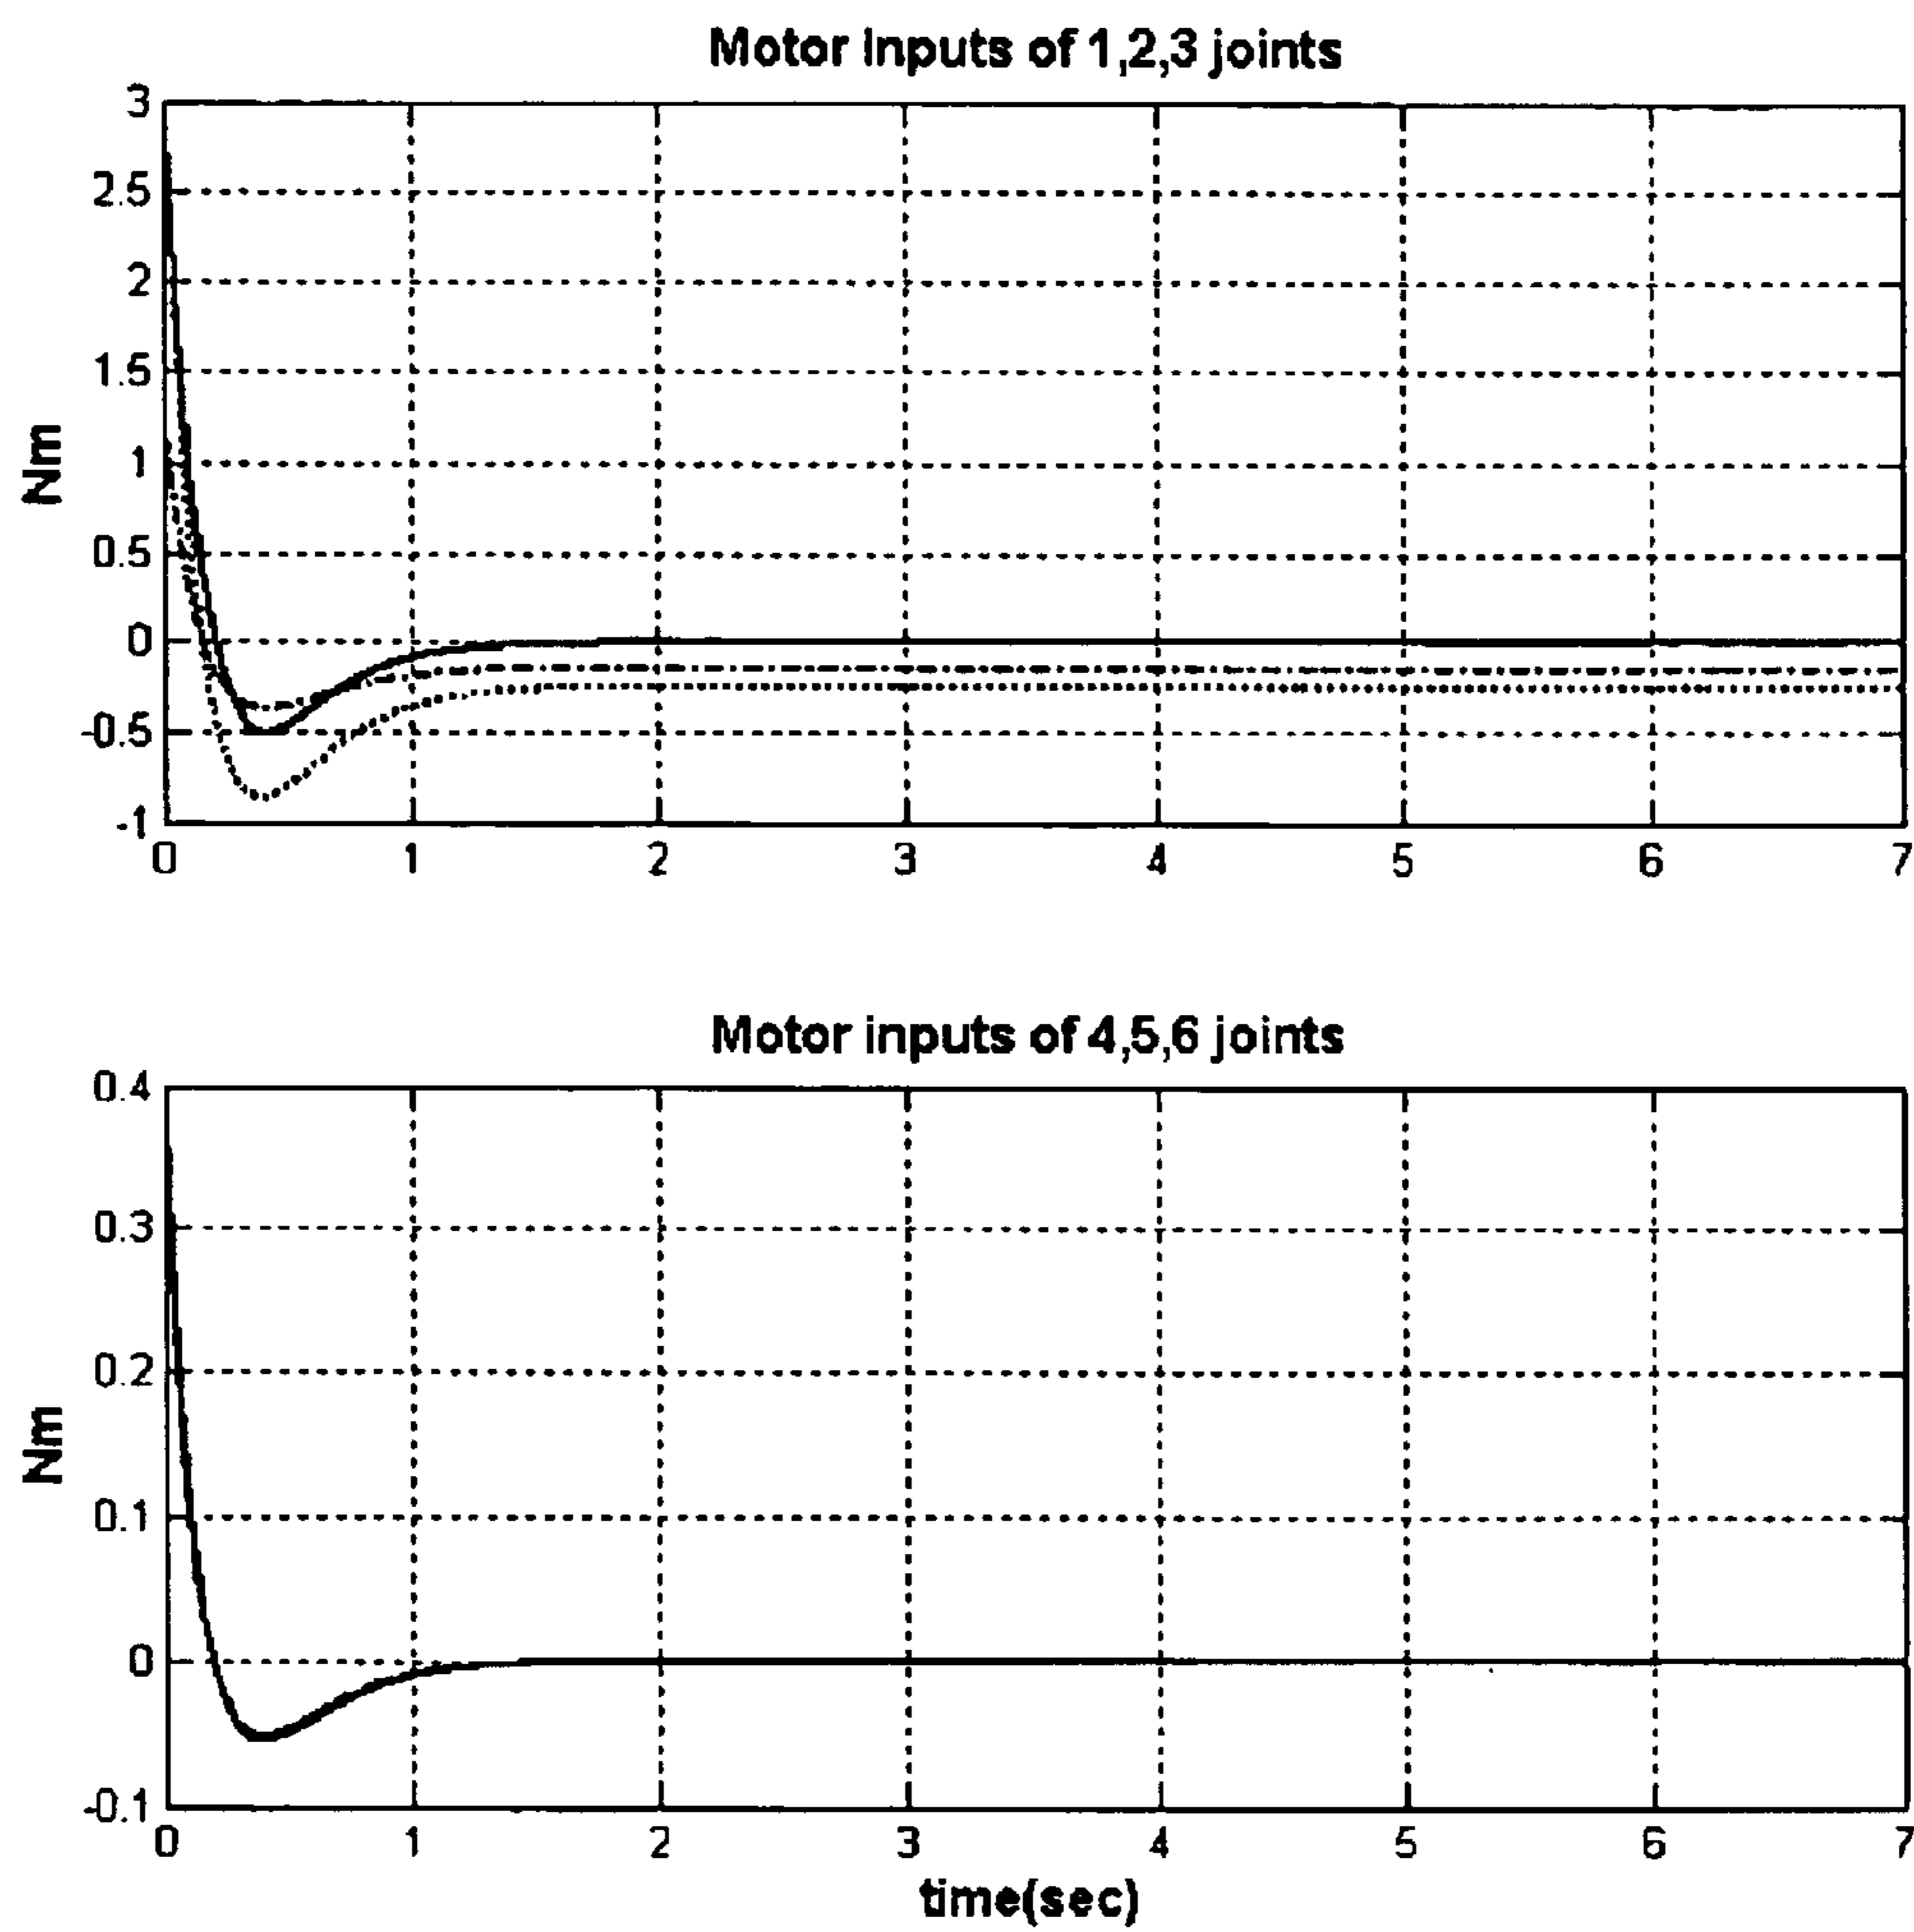 Motor Inputs of 1,2,3 joints
3
2.5
2
1.5
1
0.5
0
-0.5
-1
Nm
0 1 2 3 4 5 6 7
Motor inputs of 4,5,6 joints
0.4
0.3
0.2
0.1
0
-0.1
Nm
0 1 2 3 4 5 6 7
time(sec)